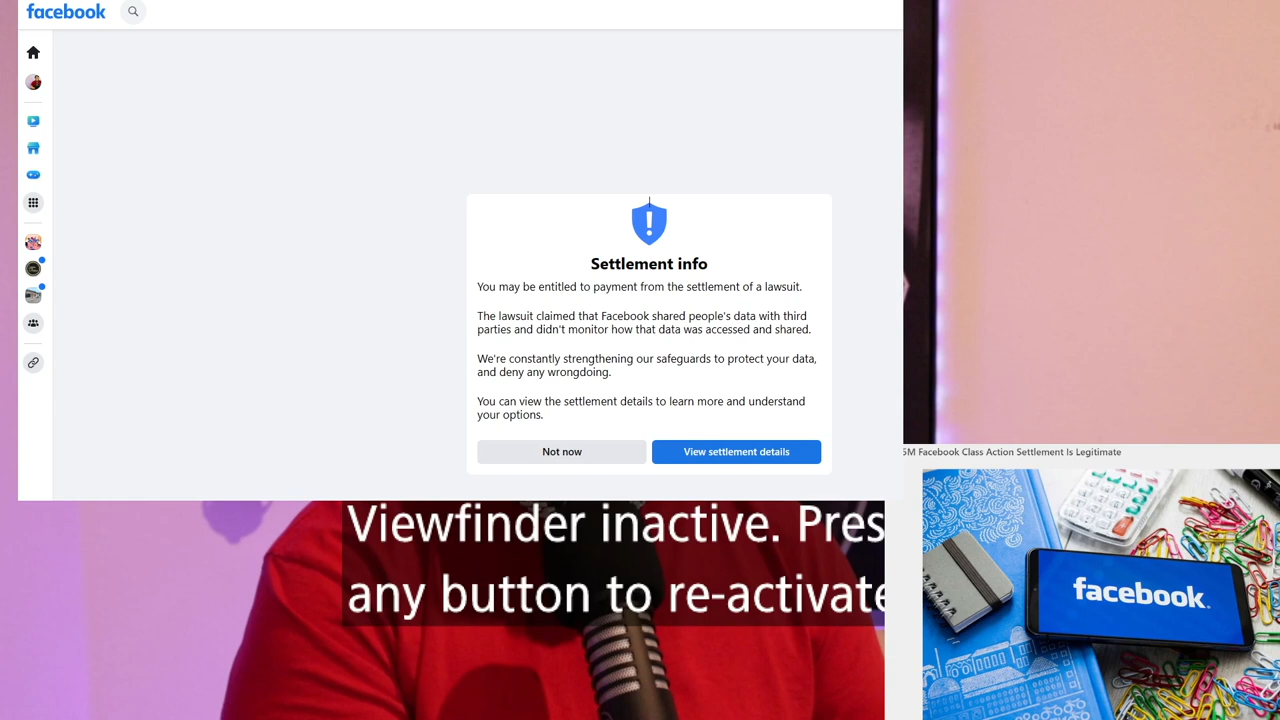 facebook
Settlement info
You may be entitled to payment from the settlement of a lawsuit.
The lawsuit claimed that Facebook shared people's data with third
parties and didn't monitor how that data was accessed and shared.
We're constantly strengthening our safeguards to protect your data,
and deny any wrongdoing.
You can view the settlement details to learn more and understand
your options.
Not now
View settlement details
5M Facebook Class Action Settlement Is Legitimate
Viewfinder inactive. Pres
any button to re-activate
facebook.